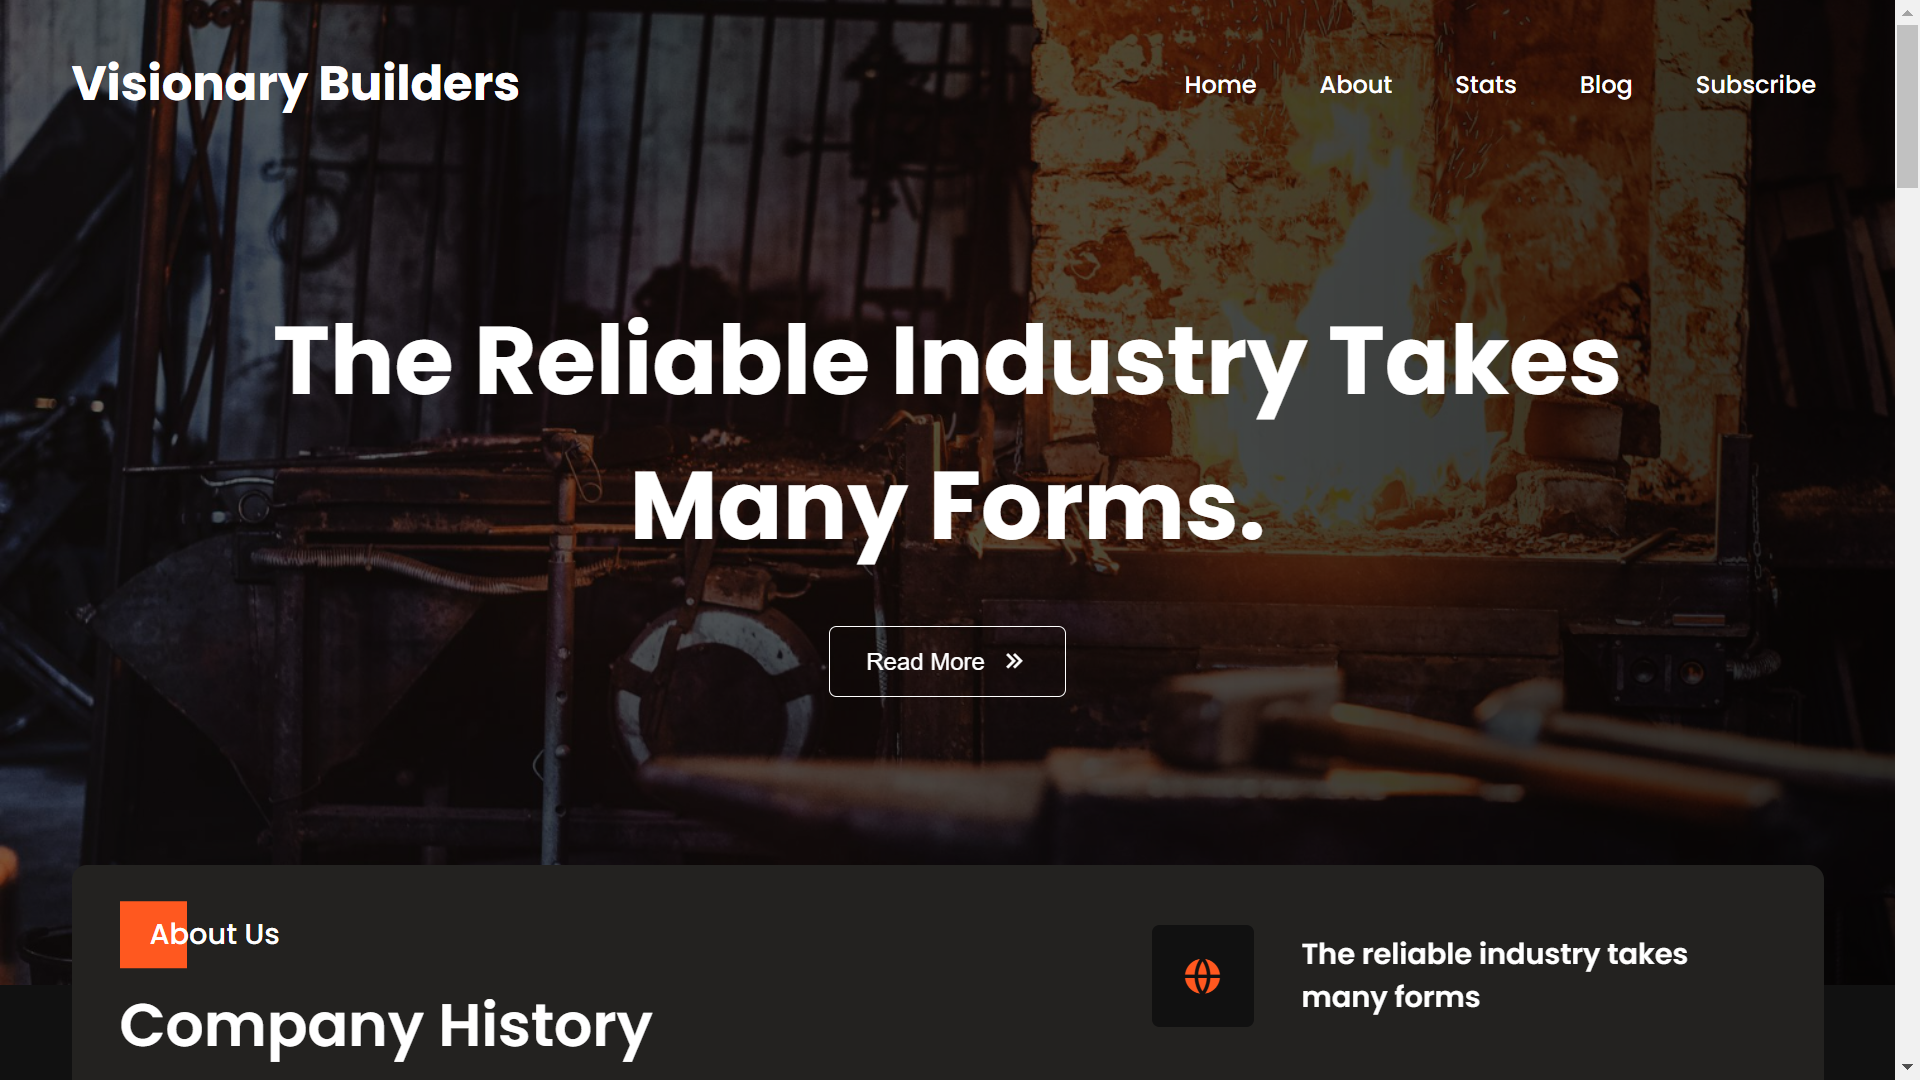 Visionary Builders
Home
About
Stats
Blog
Subscribe
The Reliable Industry Takes
Many Forms.
Read More
About Us
Company History
The reliable industry takes
many forms